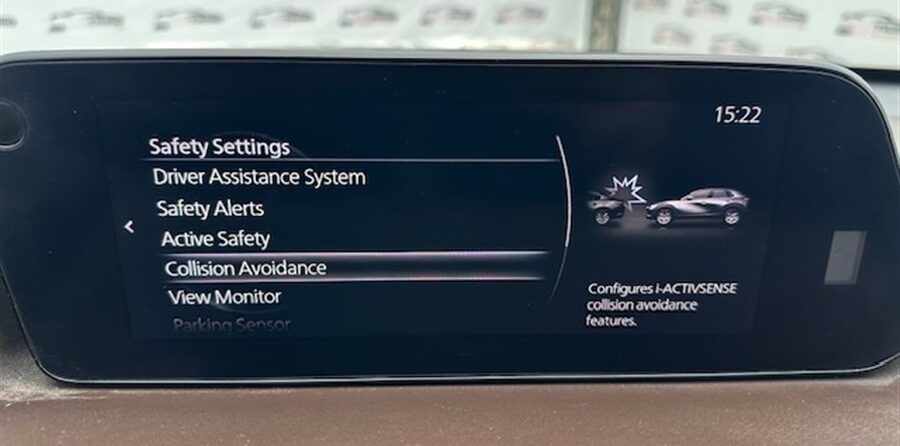 15:22
Safety Settings
Driver Assistance System
Safety Alerts
Active Safety
Collision Avoidance
View Monitor
Parking Sensor
Configures i-ACTIVSENSE
collision avoidance
features.